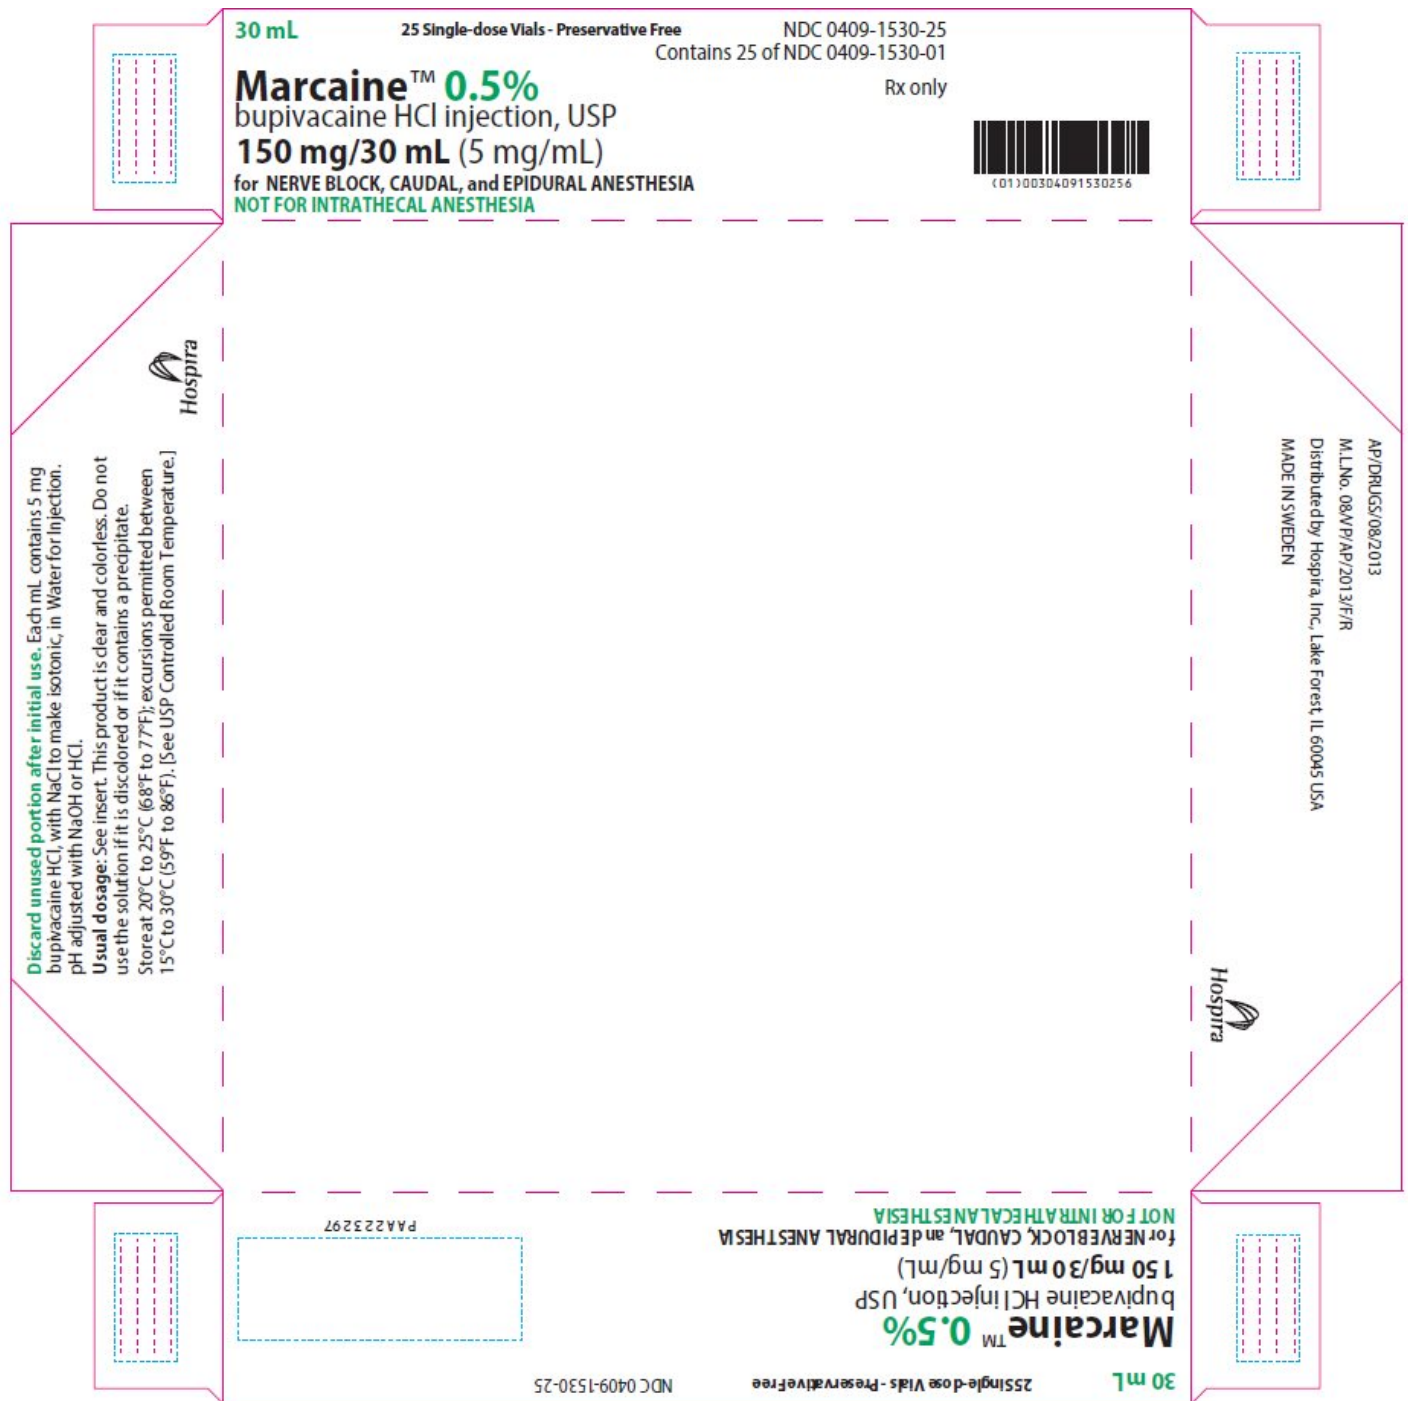 30 mL
25 Single-dose Vials - Preservative Free
NDC 0409-1530-25
Contains 25 of NDC 0409-1530-01
Marcaine™ 0.5%
Rx only
bupivacaine HCl injection, USP
150 mg/30 mL (5 mg/mL)
for NERVE BLOCK, CAUDAL, and EPIDURAL ANESTHESIA
NOT FOR INTRATHECAL ANESTHESIA
(01)00304091530256
Hospira
Discard unused portion after initial use. Each mL contains 5 mg
bupivacaine HCl, with NaCl to make isotonic, in Water for Injection.
pH adjusted with NaOH or HCl.
Usual dosage: See insert. This product is clear and colorless. Do not
use the solution if it is discolored or if it contains a precipitate.
Store at 20°C to 25°C (68°F to 77°F); excursions permitted between
15°C to 30°C (59°F to 86°F). [See USP Controlled Room Temperature.]
AP/DRUGS/08/2013
M.L.No. 08/VP/AP/2013/F/R
Distributed by Hospira, Inc., Lake Forest, IL 60045 USA
MADE IN SWEDEN
Hospira
30 mL
25 Single-dose Vials - Preservative Free
NDC 0409-1530-25
Marcaine™ 0.5%
bupivacaine HCl injection, USP
150 mg/30 mL (5 mg/mL)
for NERVE BLOCK, CAUDAL, and EPIDURAL ANESTHESIA
NOT FOR INTRATHECAL ANESTHESIA
PAA223297